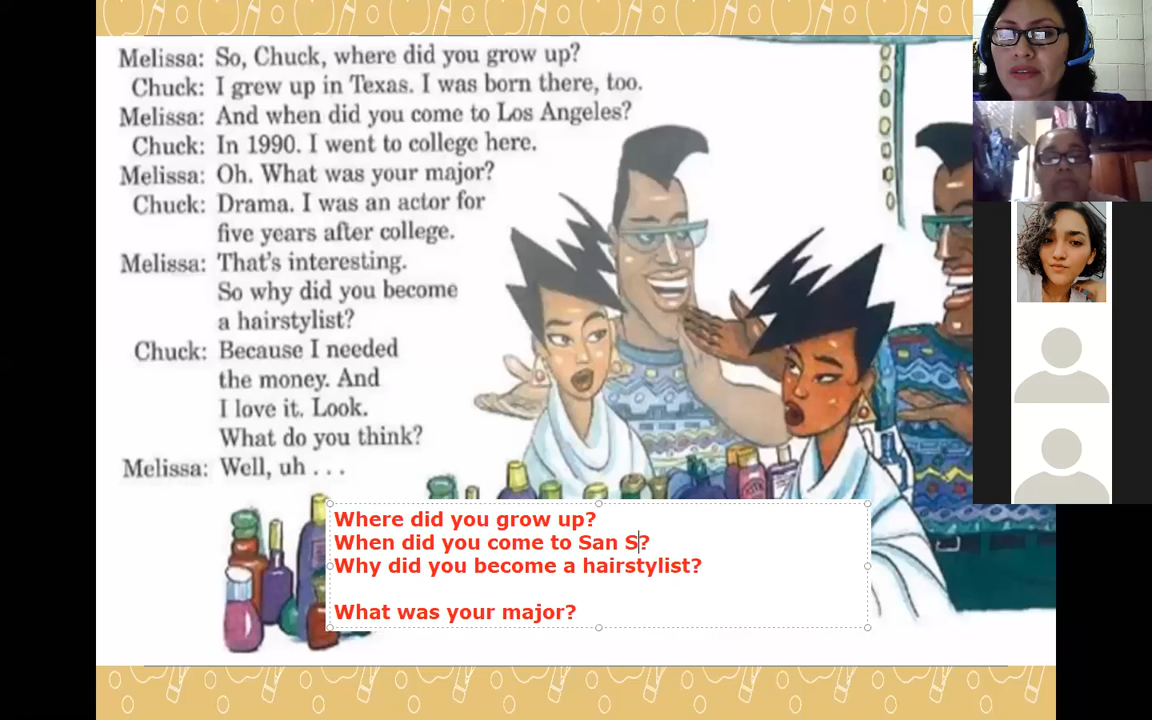 Melissa: So, Chuck, where did you grow up?
Chuck: I grew up in Texas. I was born there, too.
Melissa: And when did you come to Los Angeles?
Chuck: In 1990. I went to college here.
Melissa: Oh. What was your major?
Chuck: Drama. I was an actor for
five years after college.
Melissa: That's interesting.
So why did you become
a hairstylist?
Chuck: Because I needed
the money. And
I love it. Look.
What do you think?
Melissa: Well, uh . . .
Where did you grow up?
When did you come to San S?
Why did you become a hairstylist?
What was your major?